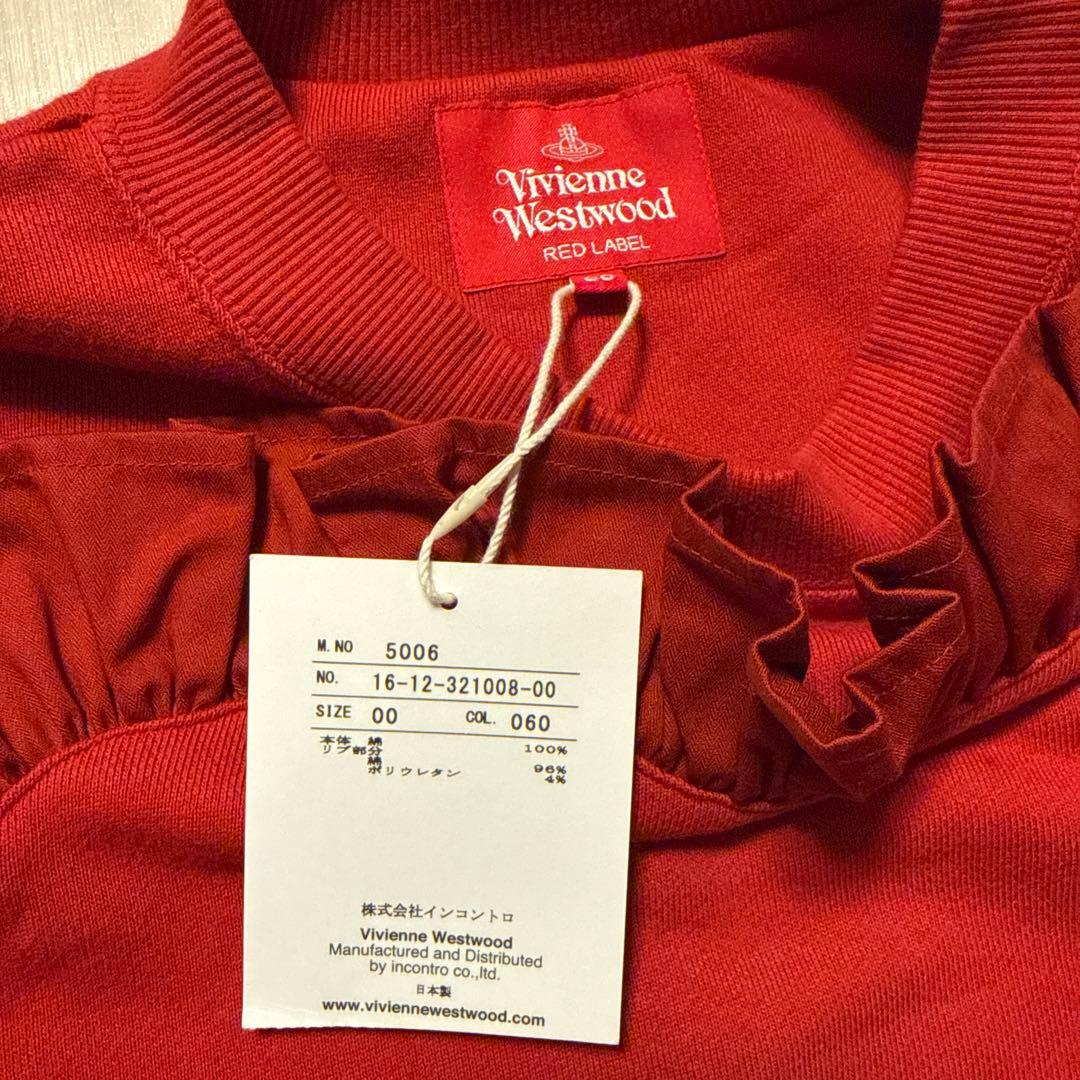 Vivienne
Westwood
RED LABEL
M. NO 5006
NO. 16-12-321008-00
SIZE 00 COL. 060
本体 綿 100%
リブ部分
綿 96%
ポリウレタン 4%
株式会社インコントロ
Vivienne Westwood
Manufactured and Distributed
by incontro co.,ltd.
日本製
www.viviennewestwood.com